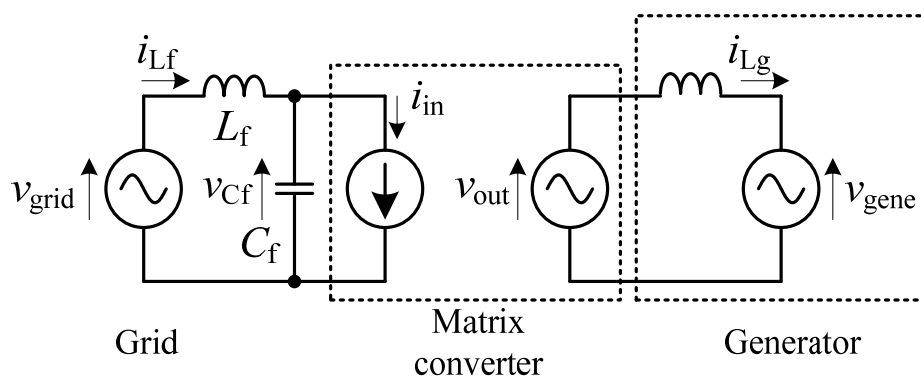 i_Lf
i_Lg
i_in
L_f
v_grid
v_Cf
v_out
v_gene
C_f
Grid
Matrix
converter
Generator